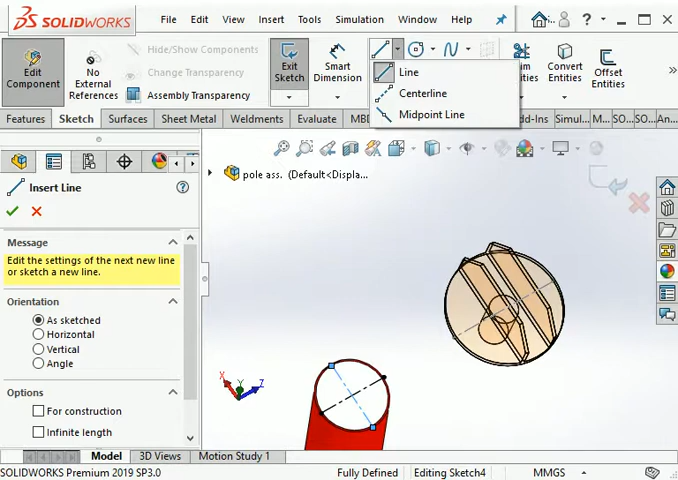 SOLIDWORKS
File
Edit
View
Insert
Tools
Simulation
Window
Help
Edit
Component
No
External
References
Hide/Show Components
Change Transparency
Assembly Transparency
Exit
Sketch
Smart
Dimension
Line
Centerline
Midpoint Line
Entities
Convert
Entities
Offset
Entities
Features
Sketch
Surfaces
Sheet Metal
Weldments
Evaluate
Simu...
SO...
SO...
Insert Line
pole ass. (Default<Displa...
Message
Edit the settings of the next new line
or sketch a new line.
Orientation
As sketched
Horizontal
Vertical
Angle
Options
For construction
Infinite length
X
Y
Z
Model
3D Views
Motion Study 1
SOLIDWORKS Premium 2019 SP3.0
Fully Defined
Editing Sketch4
MMGS